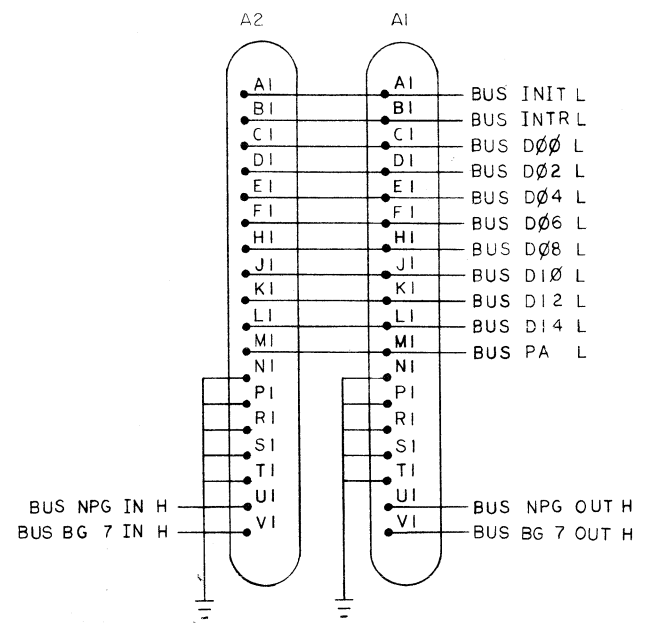 A2 A1
A1 A1 BUS INIT L
B1 B1 BUS INTR L
C1 C1 BUS DØØ L
D1 D1 BUS DØ2 L
E1 E1 BUS DØ4 L
F1 F1 BUS DØ6 L
H1 H1 BUS DØ8 L
J1 J1 BUS D1Ø L
K1 K1 BUS D12 L
L1 L1 BUS D14 L
M1 M1 BUS PA L
N1 N1
P1 P1
R1 R1
S1 S1
T1 T1
BUS NPG IN H U1 U1 BUS NPG OUT H
BUS BG 7 IN H V1 V1 BUS BG 7 OUT H